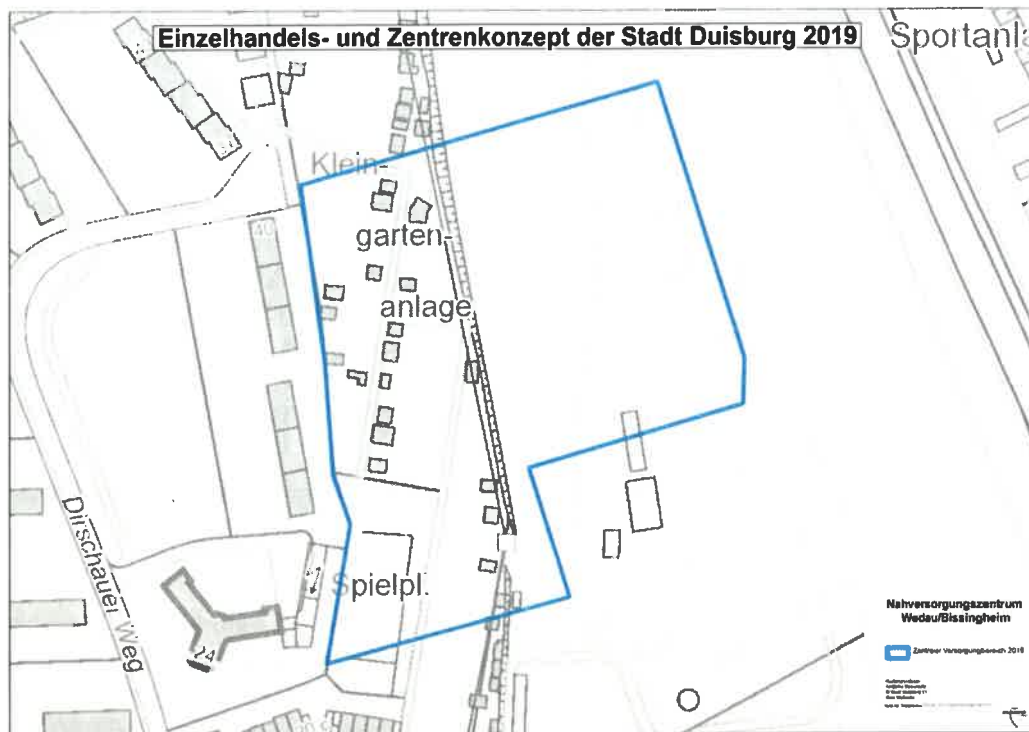 Einzelhandels- und Zentrenkonzept der Stadt Duisburg 2019
Sportanla
Klein-
garten-
anlage
40
Dirschauer Weg
Spielpl.
24
Nahversorgungszentrum
Wedau/Bissingheim
Zentraler Versorgungsbereich 2019